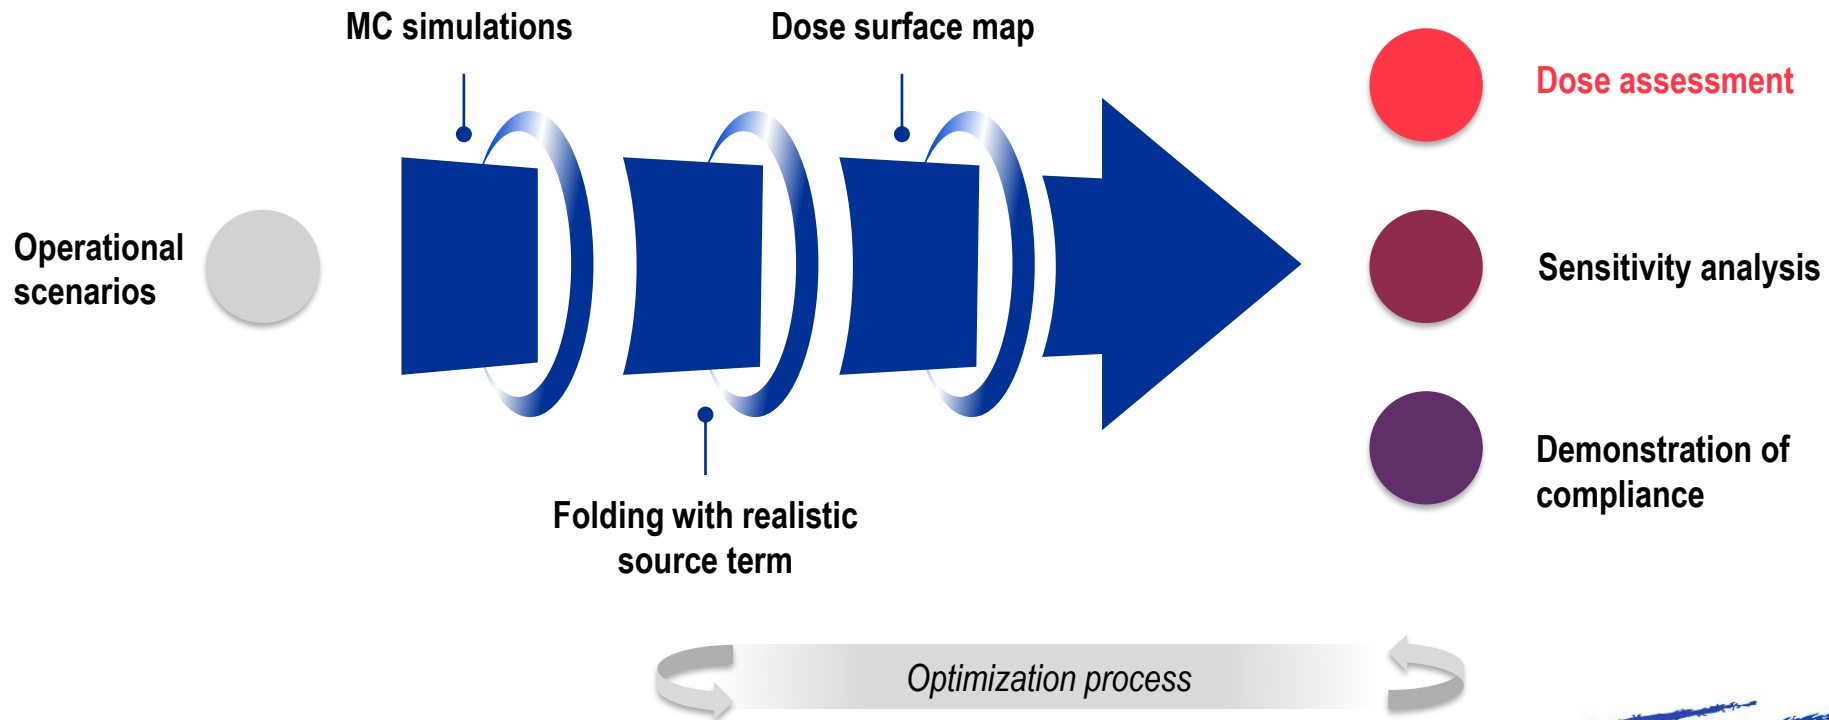 MC simulations
Dose surface map
Dose assessment
Operational
scenarios
Sensitivity analysis
Demonstration of
compliance
Folding with realistic
source term
Optimization process